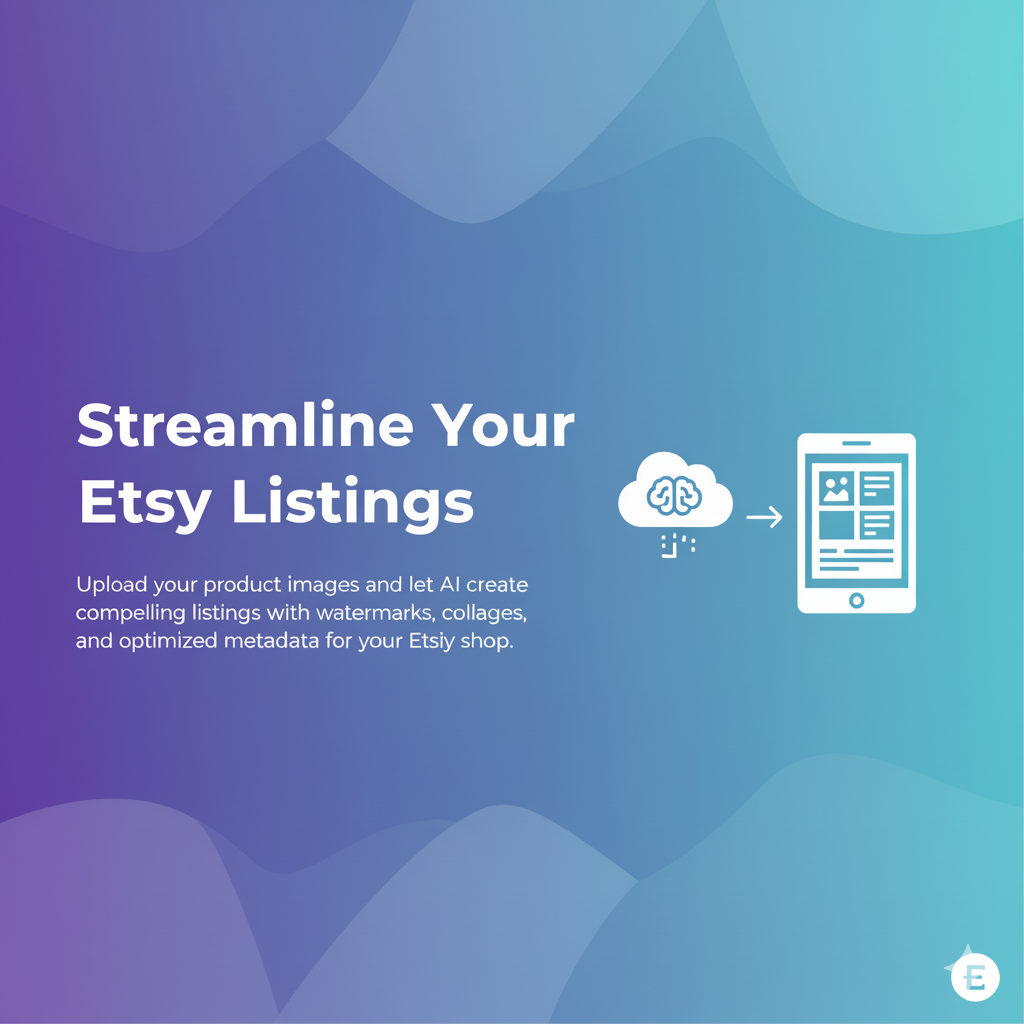 Streamline Your
Etsy Listings
Upload your product images and let AI create
compelling listings with watermarks, collages,
and optimized metadata for your Etsiy shop.
E